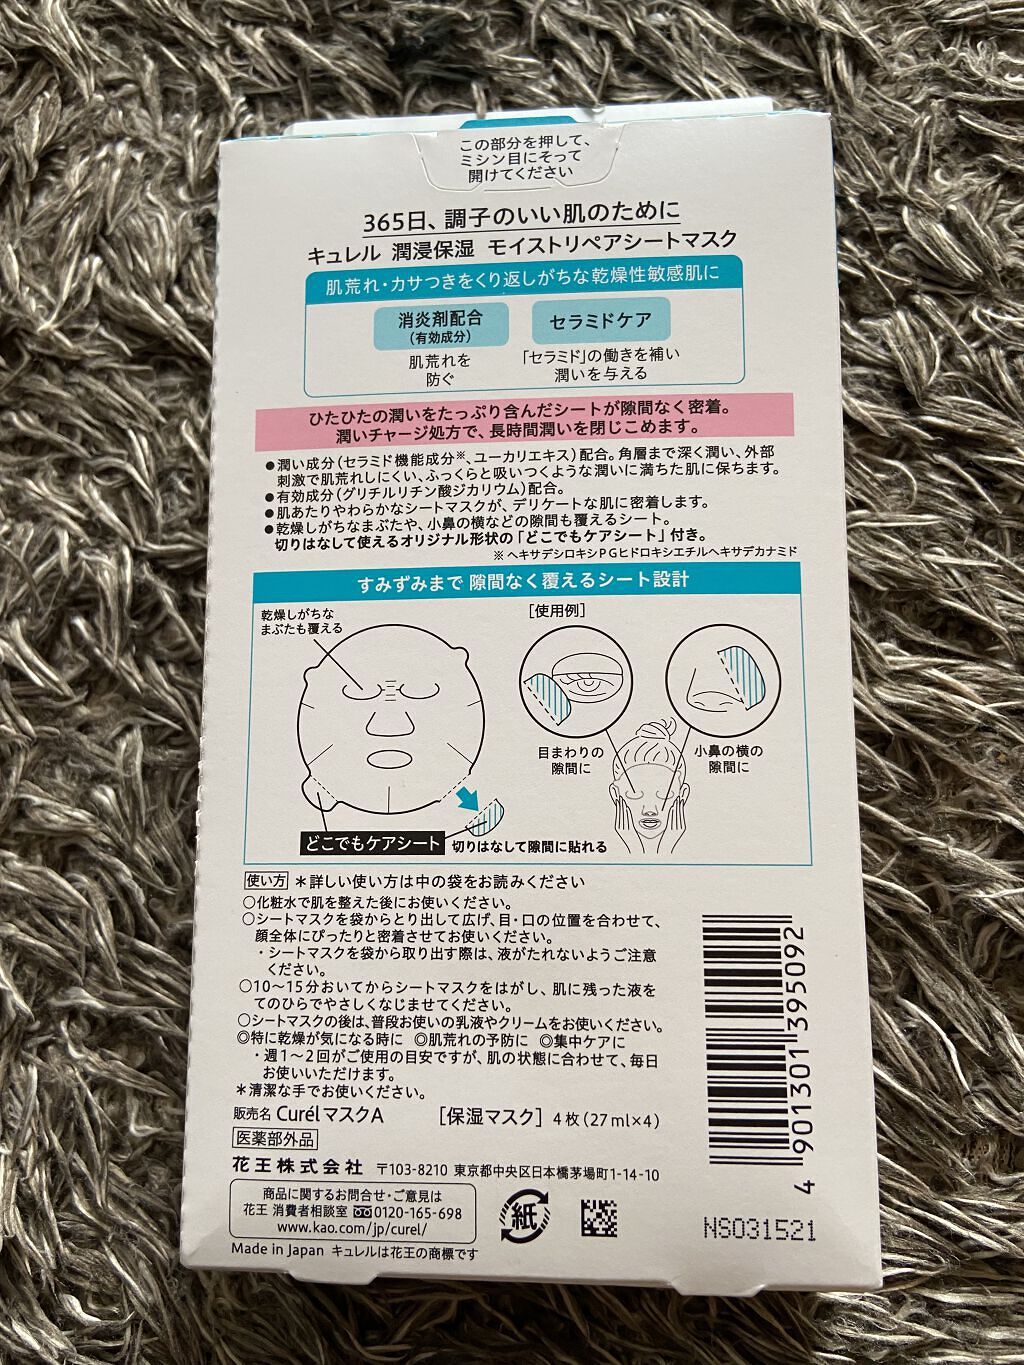 この部分を押して、
ミシン目にそって
開けてください
365日、調子のいい肌のために
キュレル 潤浸保湿 モイストリペアシートマスク
肌荒れ・カサつきをくり返しがちな乾燥性敏感肌に
消炎剤配合
(有効成分)
肌荒れを
防ぐ
セラミドケア
「セラミド」の働きを補い
潤いを与える
ひたひたの潤いをたっぷり含んだシートが隙間なく密着。
潤いチャージ処方で、長時間潤いを閉じこめます。
●潤い成分(セラミド機能成分※、ユーカリエキス)配合。角層まで深く潤い、外部
刺激で肌荒れしにくい、ふっくらと吸いつくような潤いに満ちた肌に保ちます。
●有効成分(グリチルリチン酸ジカリウム)配合。
●肌あたりやわらかなシートマスクが、デリケートな肌に密着します。
●乾燥しがちなまぶたや、小鼻の横などの隙間も覆えるシート。
切りはなして使えるオリジナル形状の「どこでもケアシート」付き。
※ヘキサデシロキシPGヒドロキシエチルヘキサデカナミド
すみずみまで 隙間なく覆えるシート設計
乾燥しがちな
まぶたも覆える
[使用例]
目まわりの
隙間に
小鼻の横の
隙間に
どこでもケアシート 切りはなして隙間に貼れる
使い方 *詳しい使い方は中の袋をお読みください
○化粧水で肌を整えた後にお使いください。
○シートマスクを袋からとり出して広げ、目・口の位置を合わせて、
顔全体にぴったりと密着させてお使いください。
・シートマスクを袋から取り出す際は、液がたれないようご注意
ください。
○10〜15分おいてからシートマスクをはがし、肌に残った液を
てのひらでやさしくなじませてください。
○シートマスクの後は、普段お使いの乳液やクリームをお使いください。
◎特に乾燥が気になる時に ◎肌荒れの予防に ◎集中ケアに
・週1〜2回がご使用の目安ですが、肌の状態に合わせて、毎日
お使いいただけます。
*清潔な手でお使いください。
販売名 CurélマスクA [保湿マスク] 4枚(27ml×4)
医薬部外品
花王株式会社 〒103-8210 東京都中央区日本橋茅場町1-14-10
商品に関するお問合せ・ご意見は
花王 消費者相談室 0120-165-698
www.kao.com/jp/curel/
Made in Japan キュレルは花王の商標です
紙
4 901301 395092
NS031521